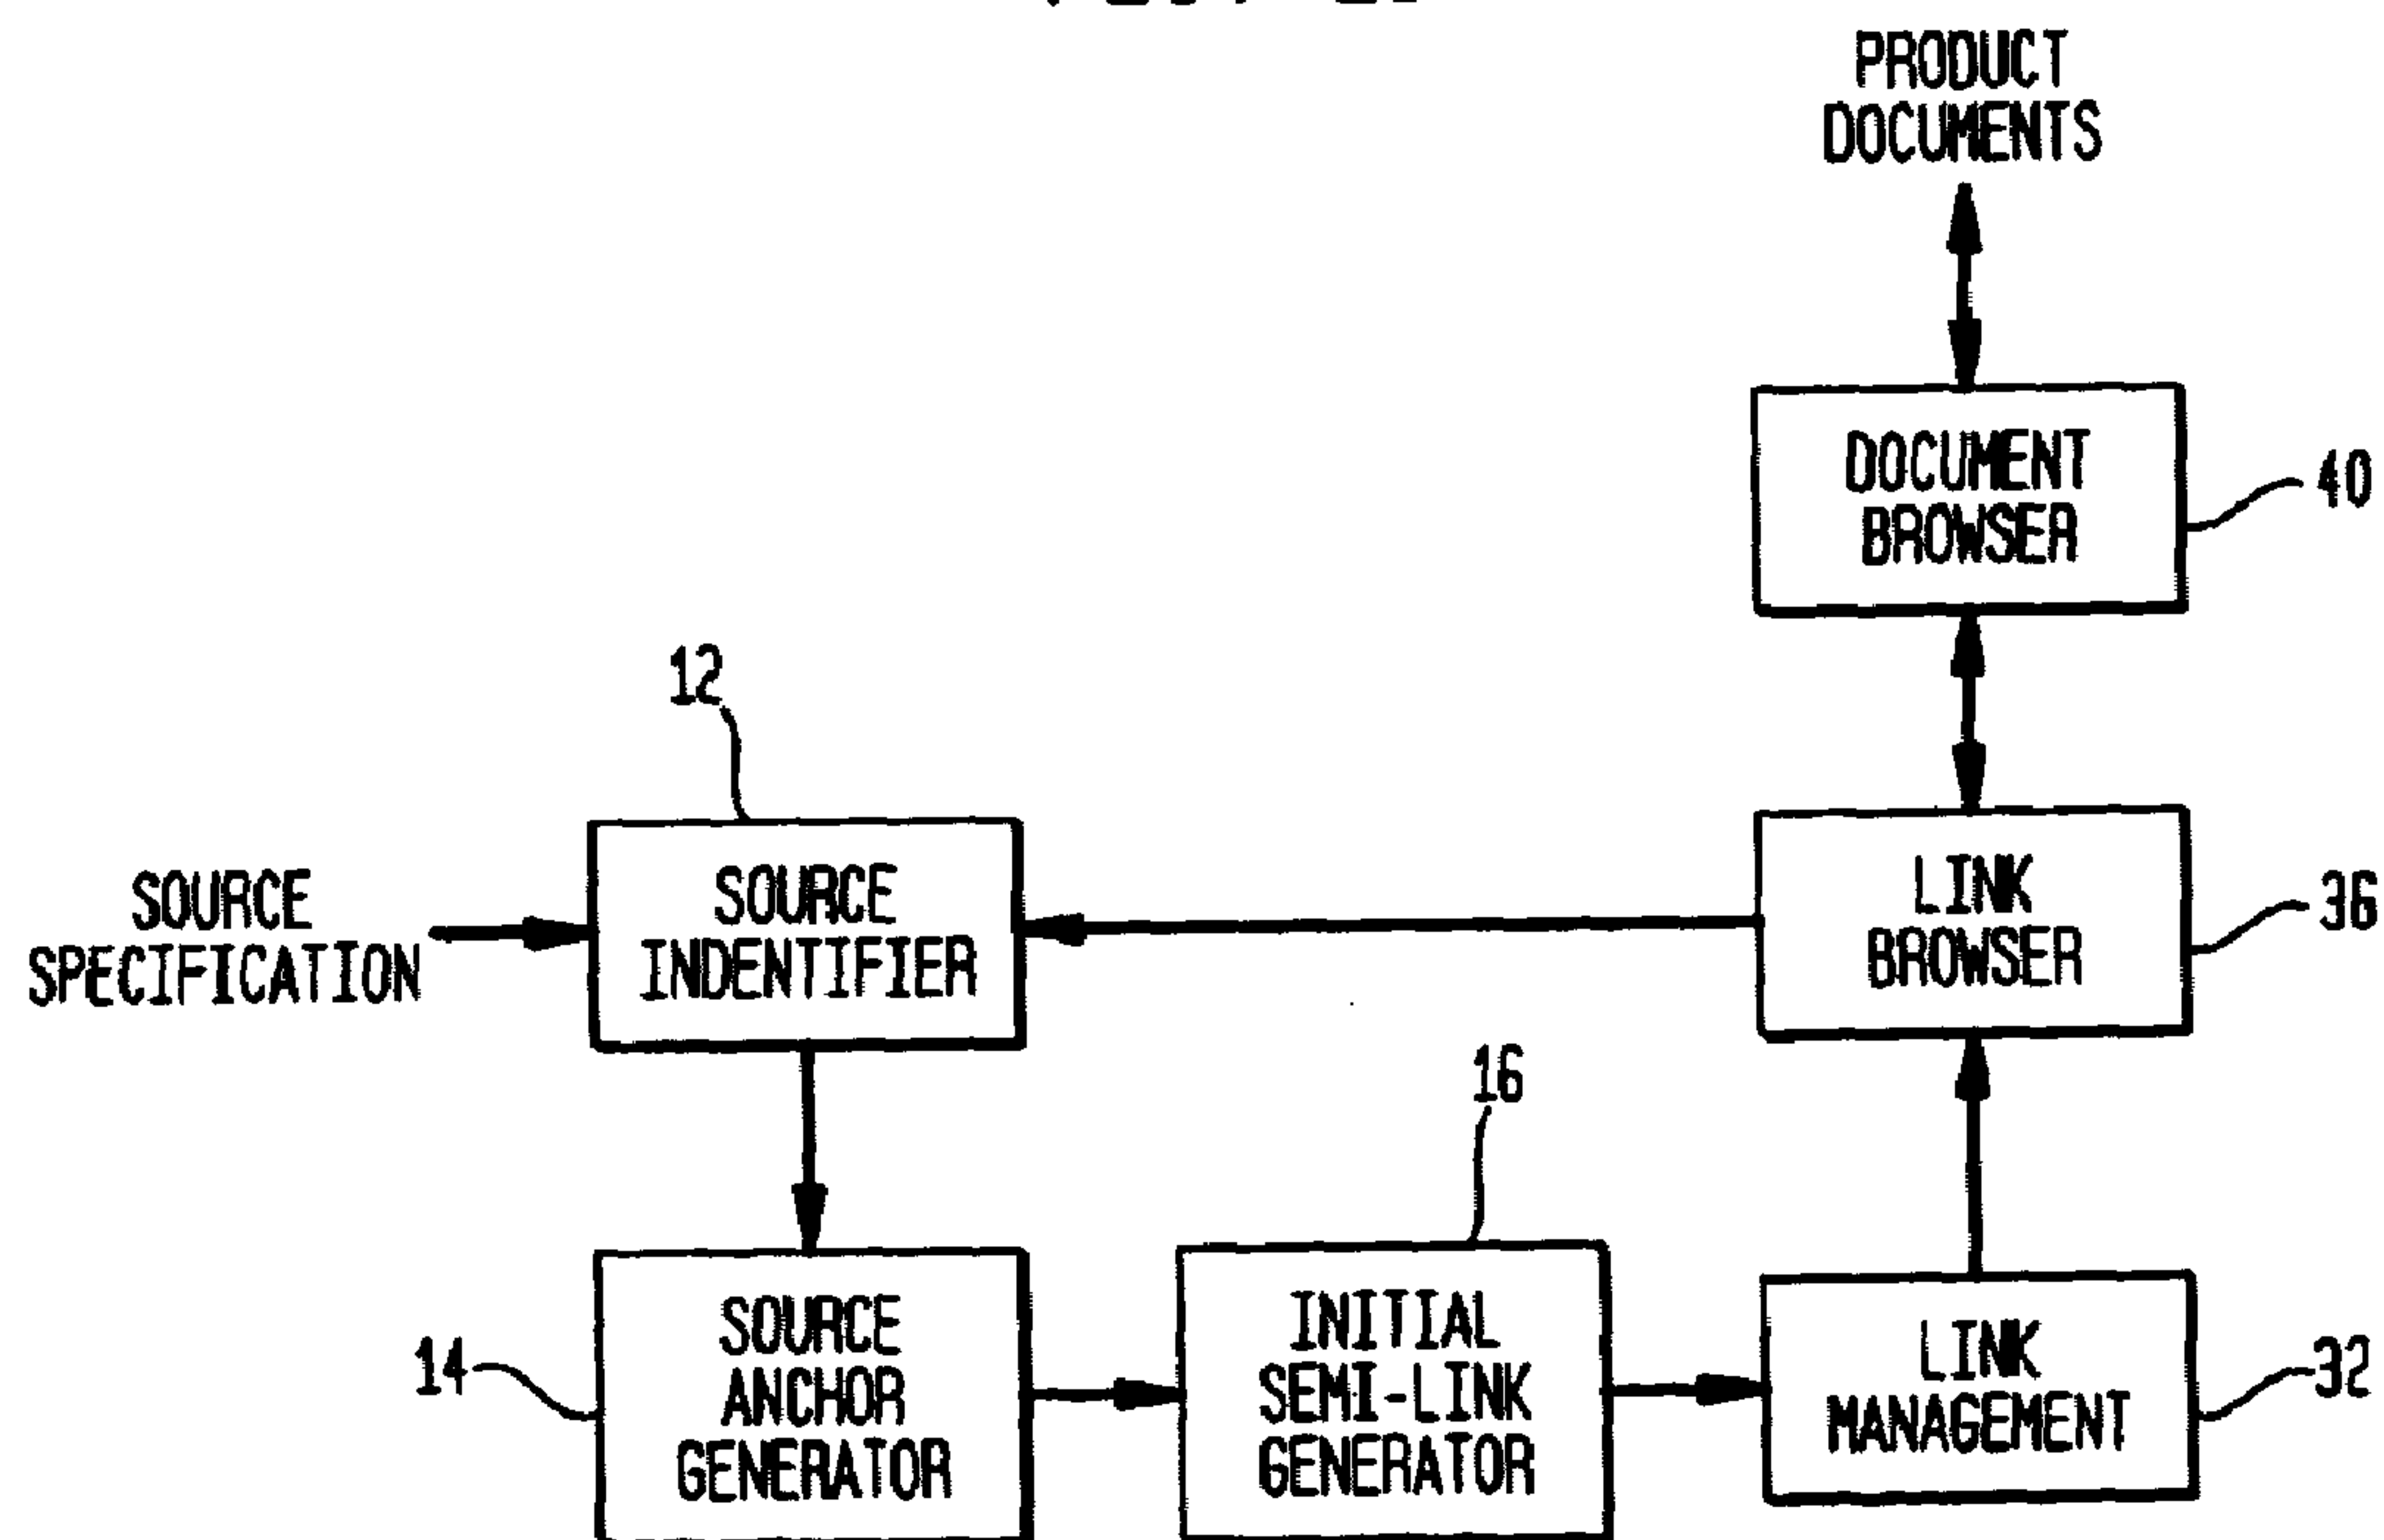 PRODUCT
DOCUMENTS
DOCUMENT
BROWSER
40
12
SOURCE
SPECIFICATION
SOURCE
INDENTIFIER
LINK
BROWSER
36
16
14
SOURCE
ANCHOR
GENERATOR
INITIAL
SEMI-LINK
GENERATOR
LINK
MANAGEMENT
32